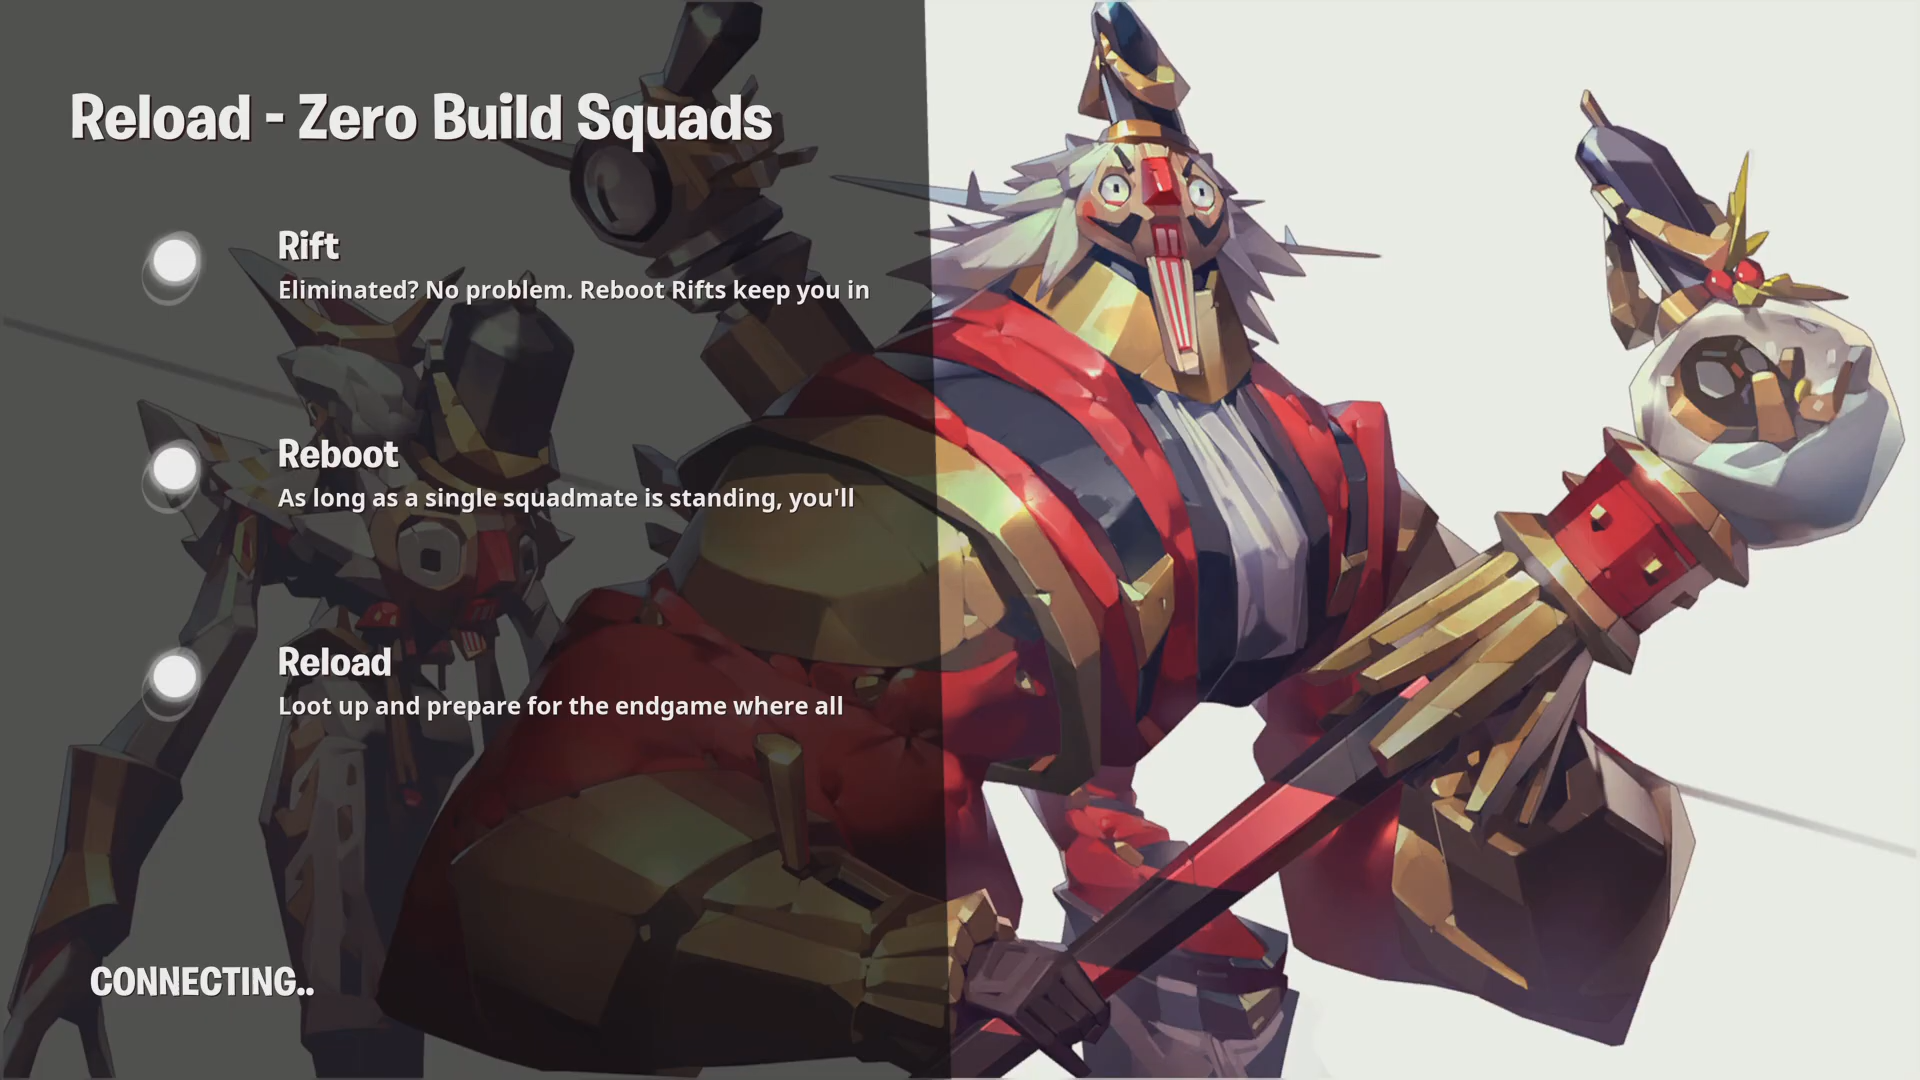 Reload - Zero Build Squads
Rift
Eliminated? No problem. Reboot Rifts keep you in
Reboot
As long as a single squadmate is standing, you'll
Reload
Loot up and prepare for the endgame where all
CONNECTING..